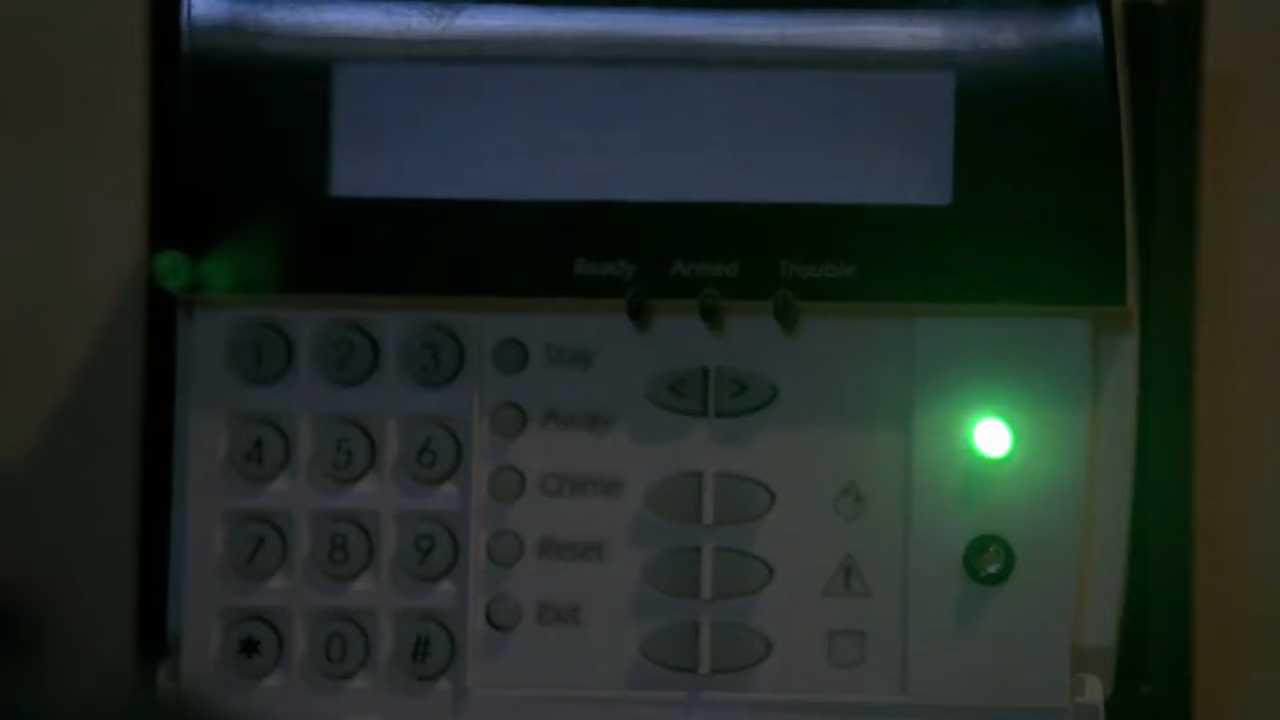 Ready Armed Trouble
1 2 3 Stay
< >
Away
4 5 6
Chime
7 8 9 Reset
Exit
* 0 #